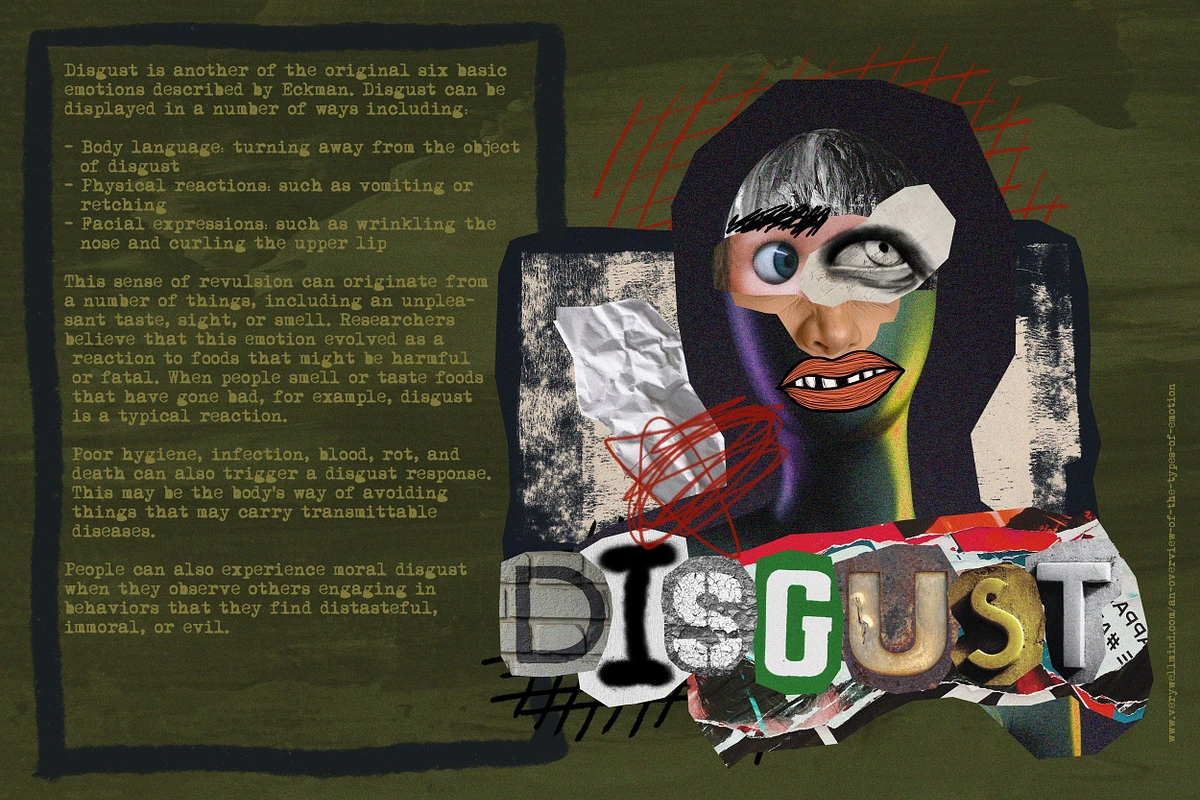 Disgust is another of the original six basic
emotions described by Eckman. Disgust can be
displayed in a number of ways including:
- Body language: turning away from the object
of disgust
- Physical reactions: such as vomiting or
retching
- Facial expressions: such as wrinkling the
nose and curling the upper lip
This sense of revulsion can originate from
a number of things, including an unplea-
sant taste, sight, or smell. Researchers
believe that this emotion evolved as a
reaction to foods that might be harmful
or fatal. When people smell or taste foods
that have gone bad, for example, disgust
is a typical reaction.
Poor hygiene, infection, blood, rot, and
death can also trigger a disgust response.
This may be the body's way of avoiding
things that may carry transmittable
diseases.
People can also experience moral disgust
when they observe others engaging in
behaviors that they find distasteful,
immoral, or evil.
DISGUST
www.verywellmind.com/an-overview-of-the-types-of-emotion